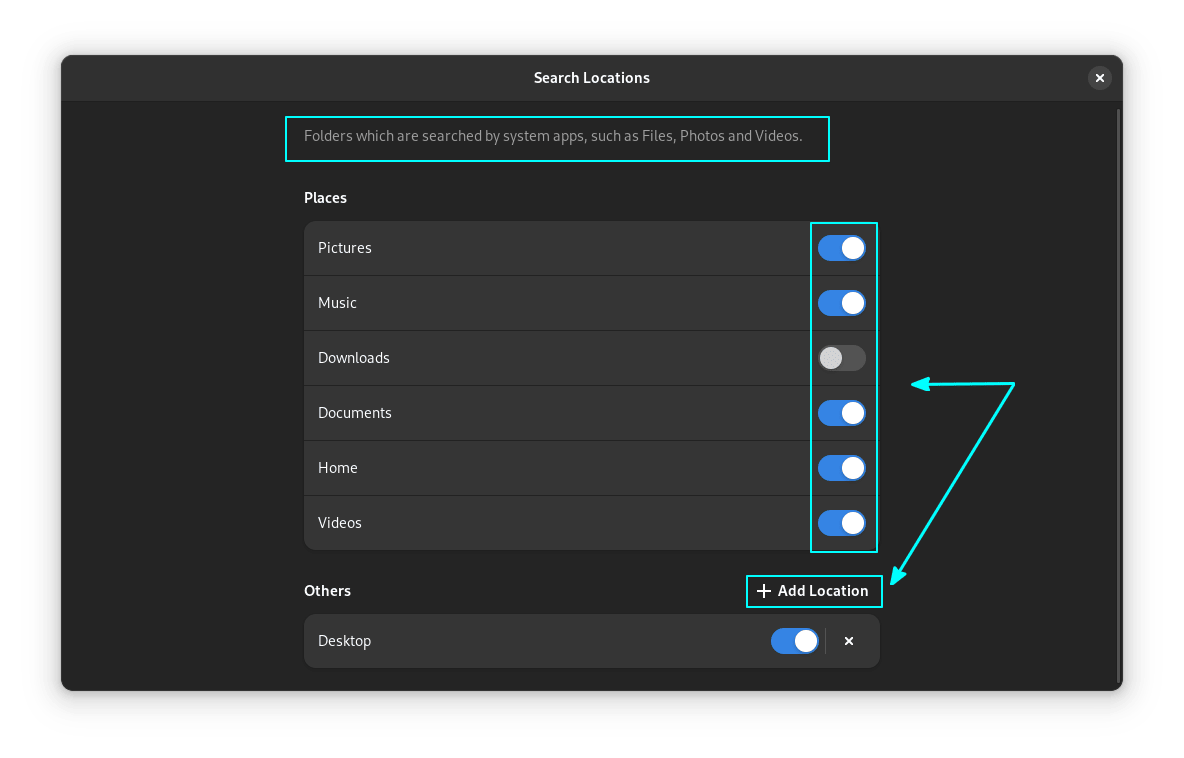 Search Locations
Folders which are searched by system apps, such as Files, Photos and Videos.
Places
Pictures
Music
Downloads
Documents
Home
Videos
Others
Add Location
Desktop